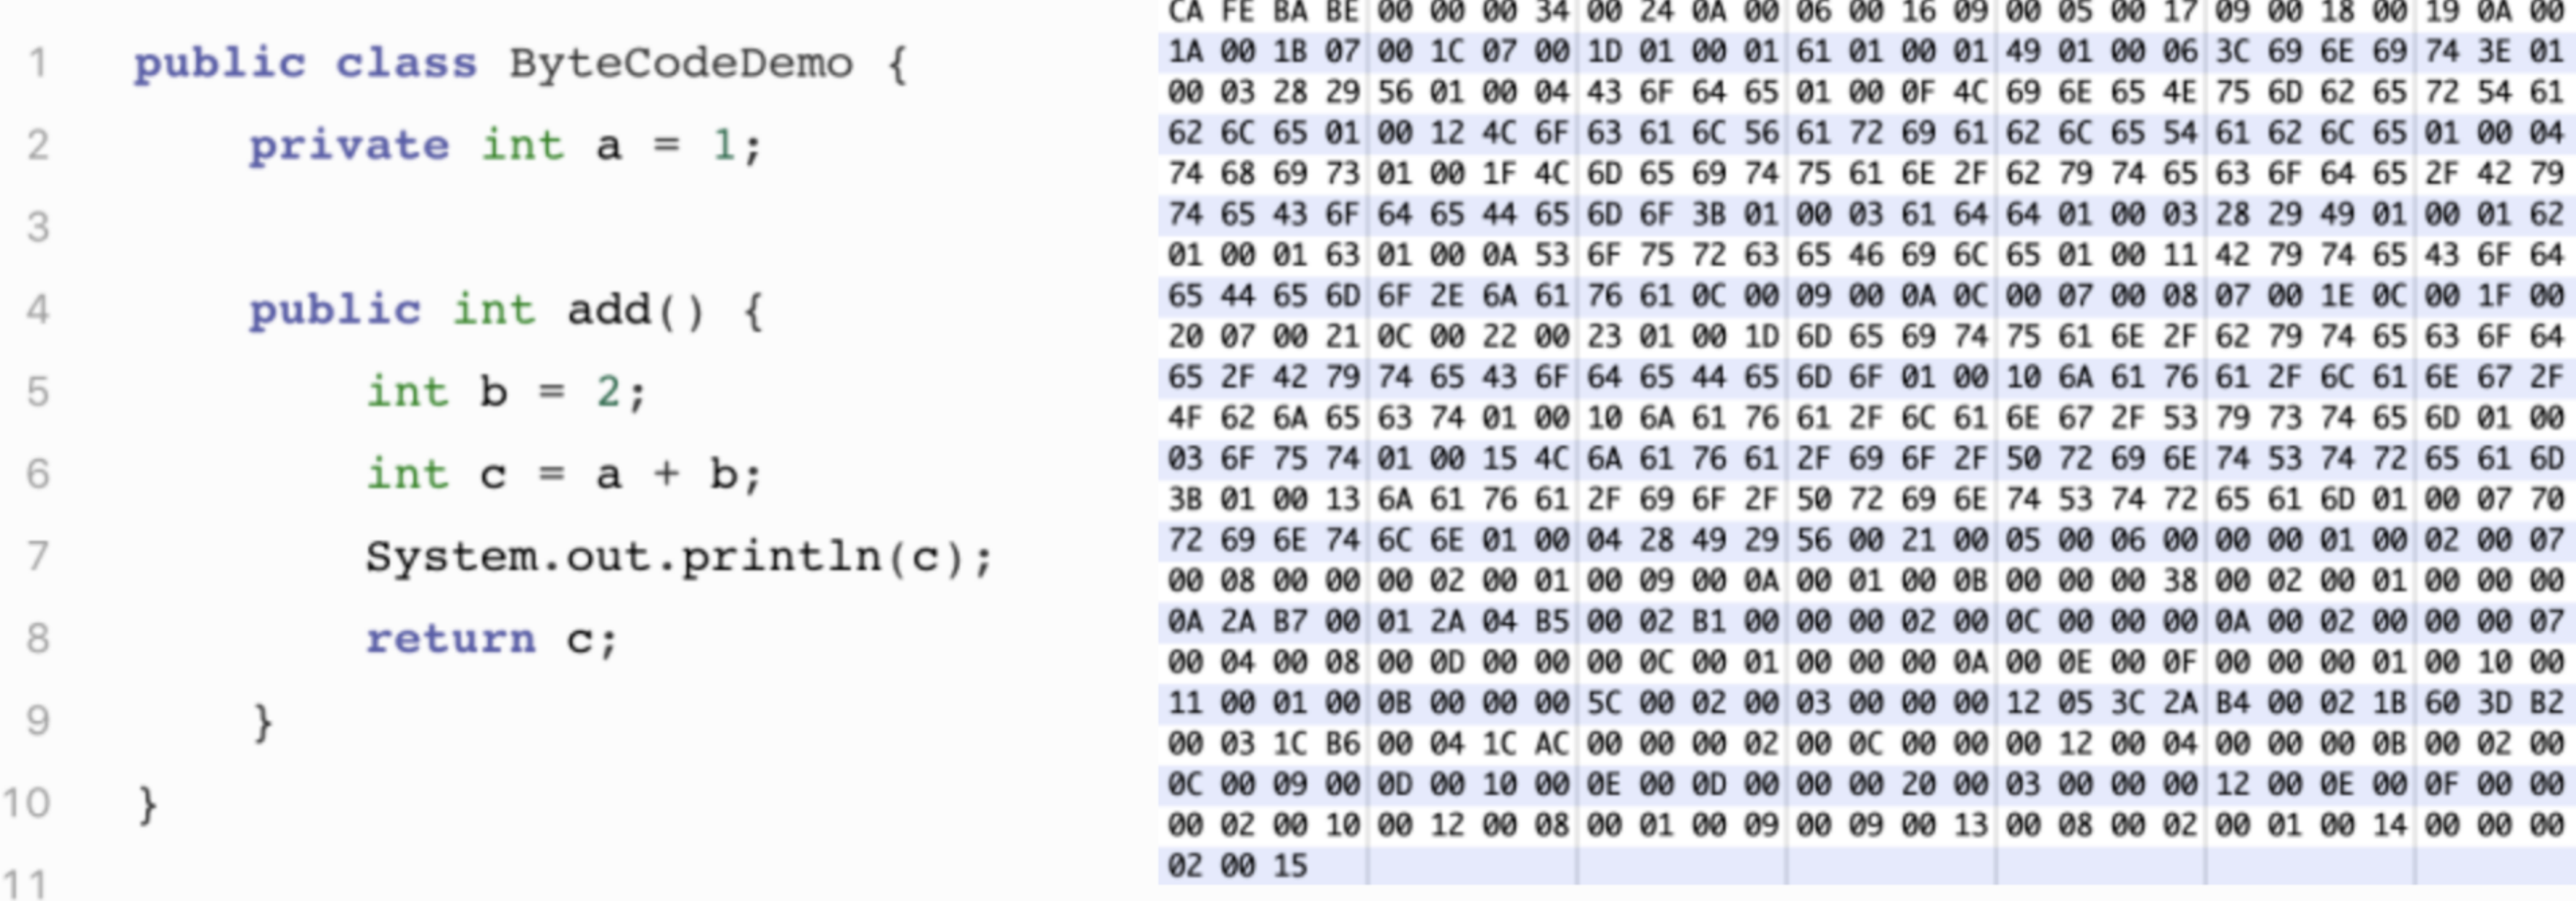 1 public class ByteCodeDemo {
2 private int a = 1;
3
4 public int add() {
5 int b = 2;
6 int c = a + b;
7 System.out.println(c);
8 return c;
9 }
10 }
11
CA FE BA BE 00 00 00 34 00 24 0A 00 06 00 16 09 00 05 00 17 09 00 18 00 19 0A 00
1A 00 1B 07 00 1C 07 00 1D 01 00 01 61 01 00 01 49 01 00 06 3C 69 6E 69 74 3E 01
00 03 28 29 56 01 00 04 43 6F 64 65 01 00 0F 4C 69 6E 65 4E 75 6D 62 65 72 54 61
62 6C 65 01 00 12 4C 6F 63 61 6C 56 61 72 69 61 62 6C 65 54 61 62 6C 65 01 00 04
74 68 69 73 01 00 1F 4C 6D 65 69 74 75 61 6E 2F 62 79 74 65 63 6F 64 65 2F 42 79
74 65 43 6F 64 65 44 65 6D 6F 3B 01 00 03 61 64 64 01 00 03 28 29 49 01 00 01 62
01 00 01 63 01 00 0A 53 6F 75 72 63 65 46 69 6C 65 01 00 11 42 79 74 65 43 6F 64
65 44 65 6D 6F 2E 6A 61 76 61 0C 00 09 00 0A 0C 00 07 00 08 07 00 1E 0C 00 1F 00
20 07 00 21 0C 00 22 00 23 01 00 1D 6D 65 69 74 75 61 6E 2F 62 79 74 65 63 6F 64
65 2F 42 79 74 65 43 6F 64 65 44 65 6D 6F 01 00 10 6A 61 76 61 2F 6C 61 6E 67 2F
4F 62 6A 65 63 74 01 00 10 6A 61 76 61 2F 6C 61 6E 67 2F 53 79 73 74 65 6D 01 00
03 6F 75 74 01 00 15 4C 6A 61 76 61 2F 69 6F 2F 50 72 69 6E 74 53 74 72 65 61 6D
3B 01 00 13 6A 61 76 61 2F 69 6F 2F 50 72 69 6E 74 53 74 72 65 61 6D 01 00 07 70
72 69 6E 74 6C 6E 01 00 04 28 49 29 56 00 21 00 05 00 06 00 00 00 01 00 02 00 07
00 08 00 00 00 02 00 01 00 09 00 0A 00 01 00 0B 00 00 00 38 00 02 00 01 00 00 00
0A 2A B7 00 01 2A 04 B5 00 02 B1 00 00 00 02 00 0C 00 00 00 0A 00 02 00 00 00 07
00 04 00 08 00 0D 00 00 00 0C 00 01 00 00 00 0A 00 0E 00 0F 00 00 00 01 00 10 00
11 00 01 00 0B 00 00 00 5C 00 02 00 03 00 00 00 12 05 3C 2A B4 00 02 1B 60 3D B2
00 03 1C B6 00 04 1C AC 00 00 00 02 00 0C 00 00 00 12 00 04 00 00 00 0B 00 02 00
0C 00 09 00 0D 00 10 00 0E 00 0D 00 00 00 20 00 03 00 00 00 12 00 0E 00 0F 00 00
00 02 00 10 00 12 00 08 00 01 00 09 00 09 00 13 00 08 00 02 00 01 00 14 00 00 00
02 00 15